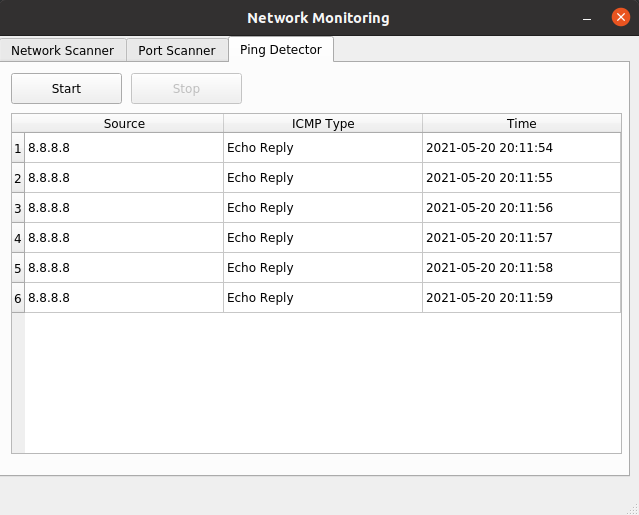 Network Monitoring
Network Scanner Port Scanner Ping Detector
Start Stop
Source ICMP Type Time
1 8.8.8.8 Echo Reply 2021-05-20 20:11:54
2 8.8.8.8 Echo Reply 2021-05-20 20:11:55
3 8.8.8.8 Echo Reply 2021-05-20 20:11:56
4 8.8.8.8 Echo Reply 2021-05-20 20:11:57
5 8.8.8.8 Echo Reply 2021-05-20 20:11:58
6 8.8.8.8 Echo Reply 2021-05-20 20:11:59